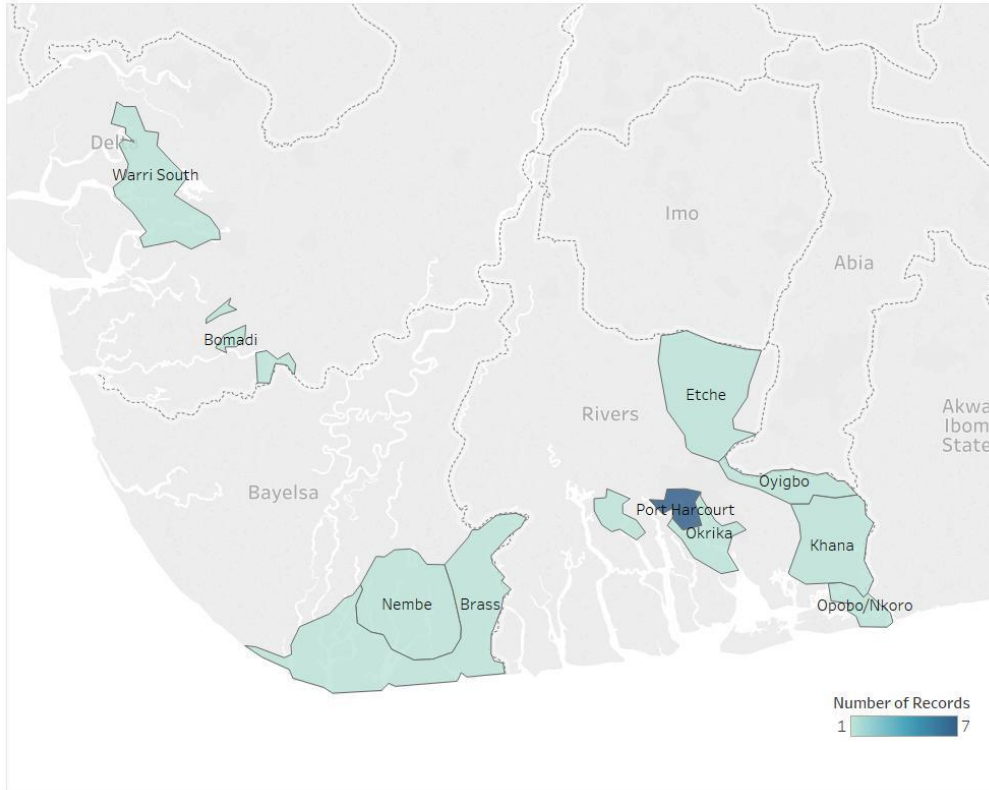 Delta
Warri South
Imo
Abia
Bomadi
Etche
Akwa
Ibom
State
Rivers
Oyigbo
Bayelsa
Port Harcourt
Okrika
Khana
Nembe
Brass
Opobo/Nkoro
Number of Records
1
7